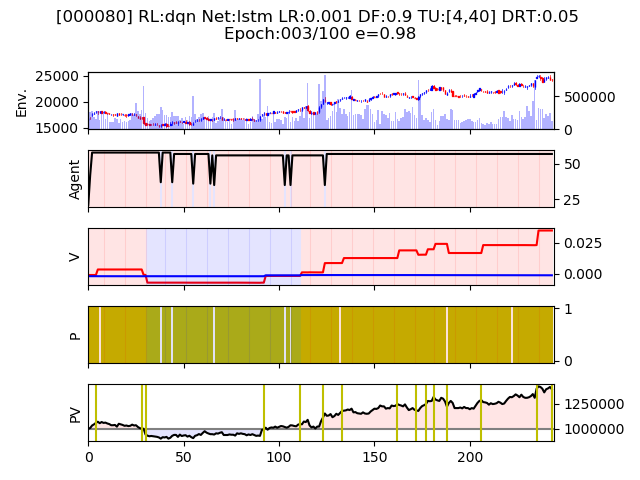 [000080] RL:dqn Net:lstm LR:0.001 DF:0.9 TU:[4,40] DRT:0.05
Epoch:003/100 e=0.98
Env.
25000
20000
15000
500000
0
Agent
50
25
V
0.025
0.000
P
1
0
PV
1250000
1000000
0 50 100 150 200